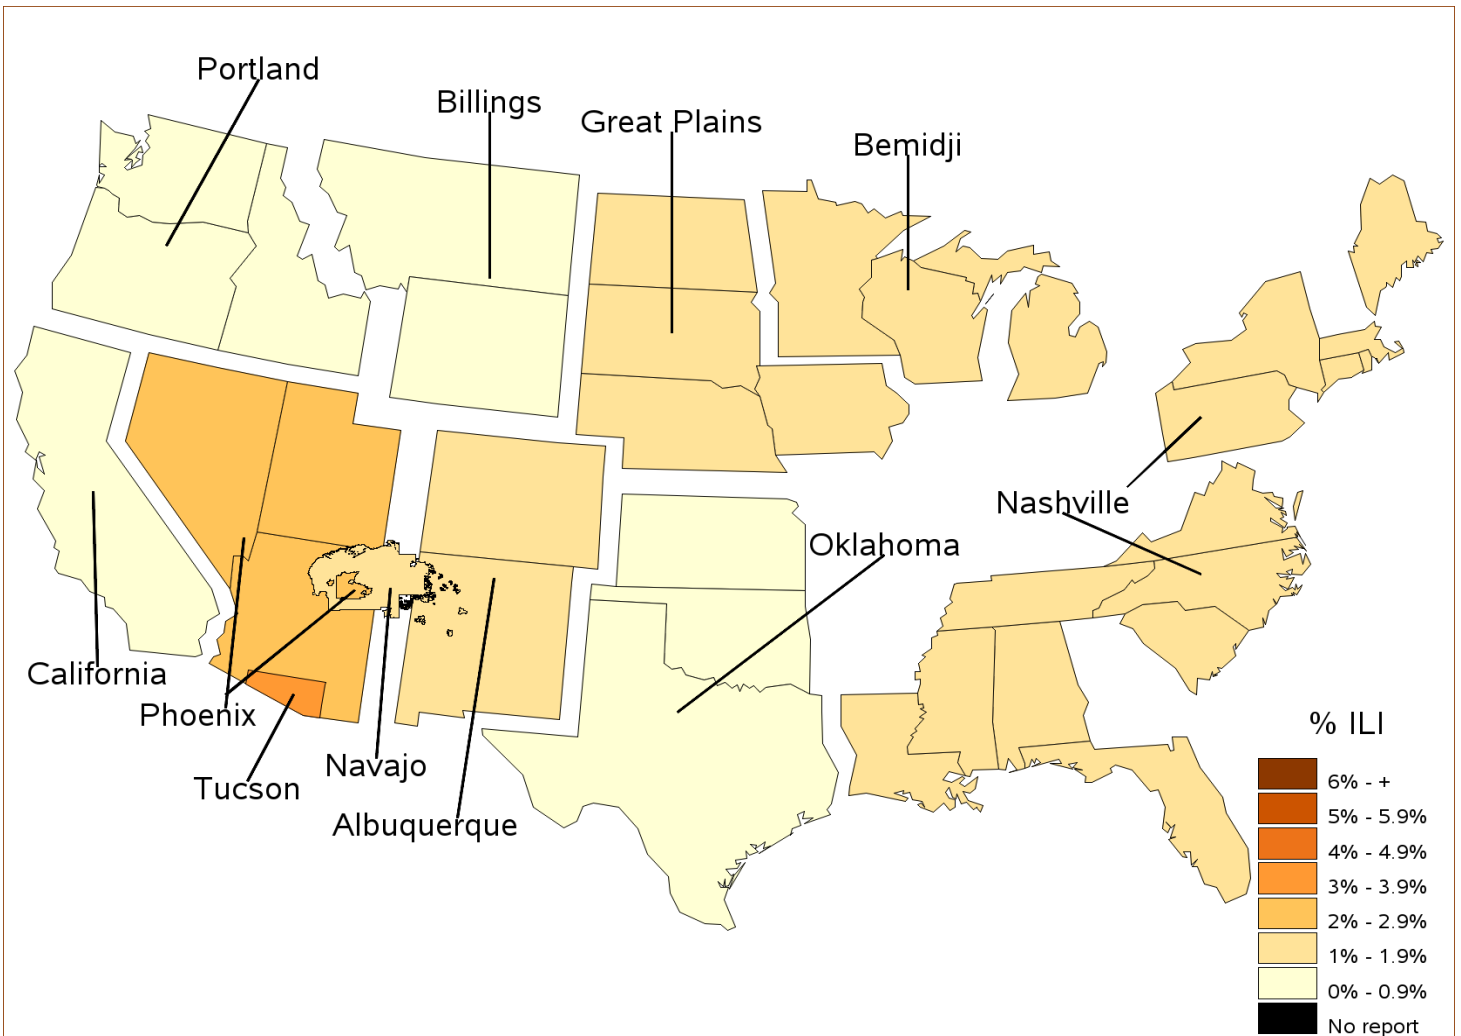 Portland
Billings
Great Plains
Bemidji
Nashville
Oklahoma
California
Phoenix
Navajo
Tucson
Albuquerque
% ILI
6% - +
5% - 5.9%
4% - 4.9%
3% - 3.9%
2% - 2.9%
1% - 1.9%
0% - 0.9%
No report